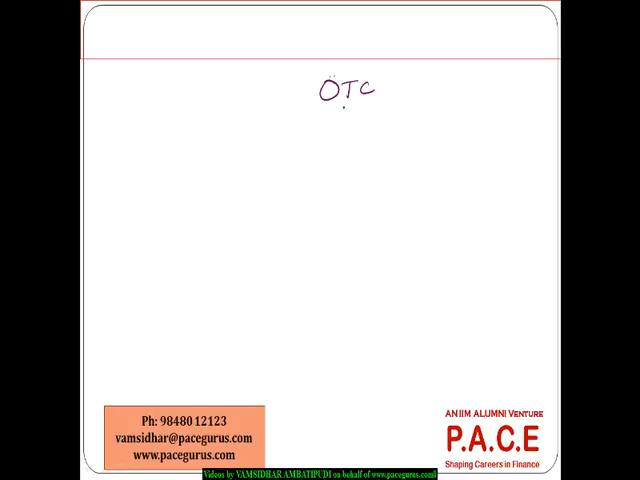 OTC
Ph: 98480 12123
vamsidhar@pacegurus.com
www.pacegurus.com
AN IIM ALUMNI VENTURE
P.A.C.E
Shaping Careers in Finance
Videos by VAMSIDHAR AMBATIPUDI on behalf of www.pacegurus.com